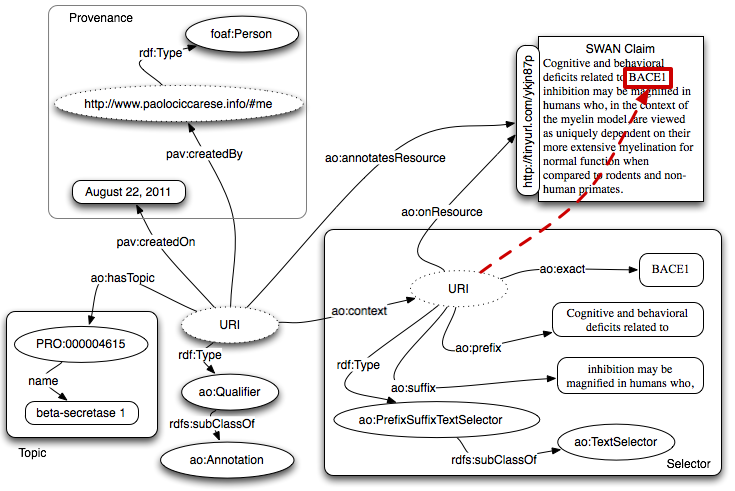 Provenance
foaf:Person
rdf:Type
http://www.paolociccarese.info/#me
pav:createdBy
August 22, 2011
pav:createdOn
SWAN Claim
http://tinyurl.com/ykjn87p
Cognitive and behavioral
deficits related to BACE1
inhibition may be magnified in
humans who, in the context of
the myelin model, are viewed
as uniquely dependent on their
more extensive myelination for
normal function when
compared to rodents and non-
human primates.
ao:annotatesResource
ao:onResource
ao:hasTopic
URI
ao:context
URI
ao:exact
BACE1
ao:prefix
Cognitive and behavioral
deficits related to
ao:suffix
inhibition may be
magnified in humans who,
rdf:Type
ao:PrefixSuffixTextSelector
rdfs:subClassOf
ao:TextSelector
Selector
PRO:000004615
name
beta-secretase 1
Topic
rdf:Type
ao:Qualifier
rdfs:subClassOf
ao:Annotation